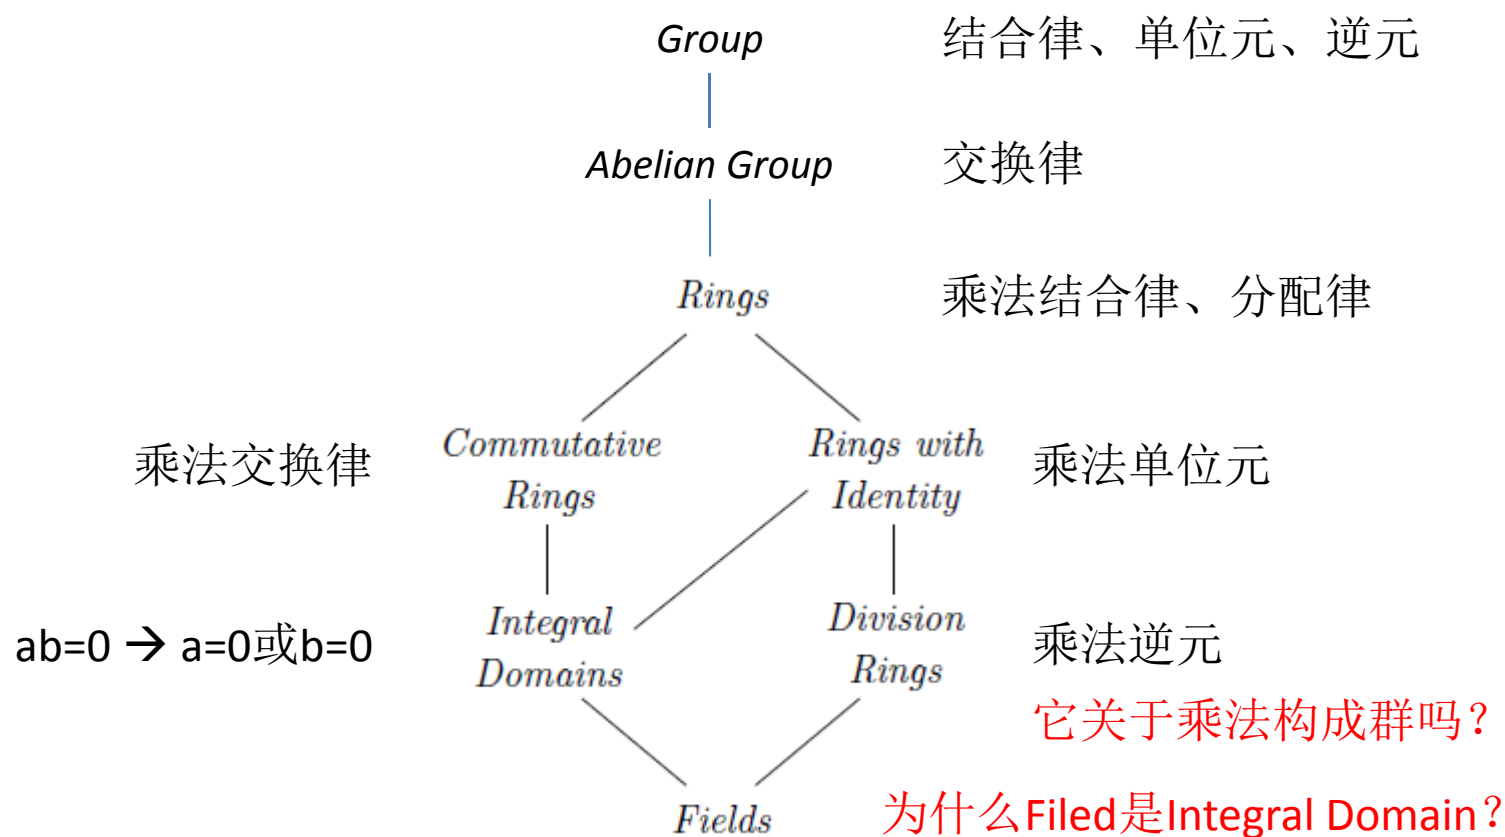 Group 结合律、单位元、逆元
Abelian Group 交换律
Rings 乘法结合律、分配律
乘法交换律
Commutative
Rings
Rings with
Identity
乘法单位元
ab=0 → a=0或b=0
Integral
Domains
Division
Rings
乘法逆元
它关于乘法构成群吗？
Fields
为什么Filed是Integral Domain？